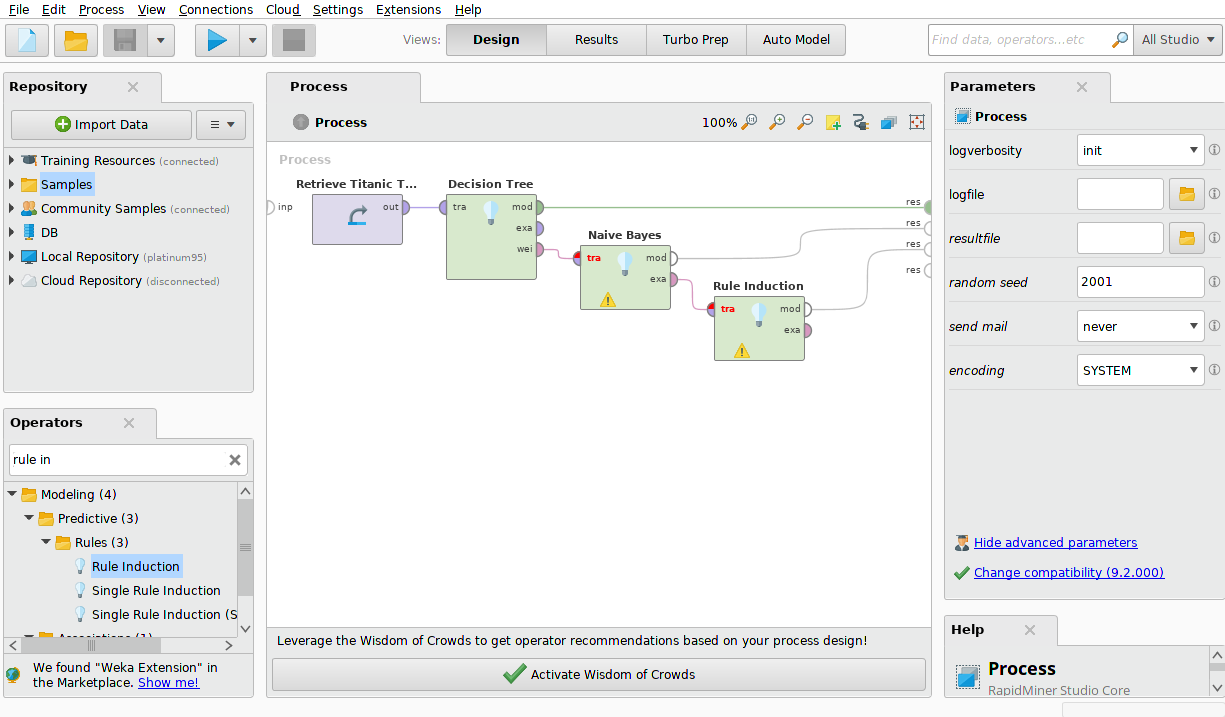 File Edit Process View Connections Cloud Settings Extensions Help
Views: Design Results Turbo Prep Auto Model
Find data, operators...etc All Studio
Repository
Import Data
Training Resources (connected)
Samples
Community Samples (connected)
DB
Local Repository (platinum95)
Cloud Repository (disconnected)
Operators
rule in
Modeling (4)
Predictive (3)
Rules (3)
Rule Induction
Single Rule Induction
Single Rule Induction (S
Associations (1)
We found "Weka Extension" in
the Marketplace. Show me!
Process
Process
100%
Process
inp
Retrieve Titanic T...
out
Decision Tree
tra mod
exa
wei
Naive Bayes
tra mod
exa
Rule Induction
tra mod
exa
res
res
res
res
Leverage the Wisdom of Crowds to get operator recommendations based on your process design!
Activate Wisdom of Crowds
Parameters
Process
logverbosity init
logfile
resultfile
random seed 2001
send mail never
encoding SYSTEM
Hide advanced parameters
Change compatibility (9.2.000)
Help
Process
RapidMiner Studio Core